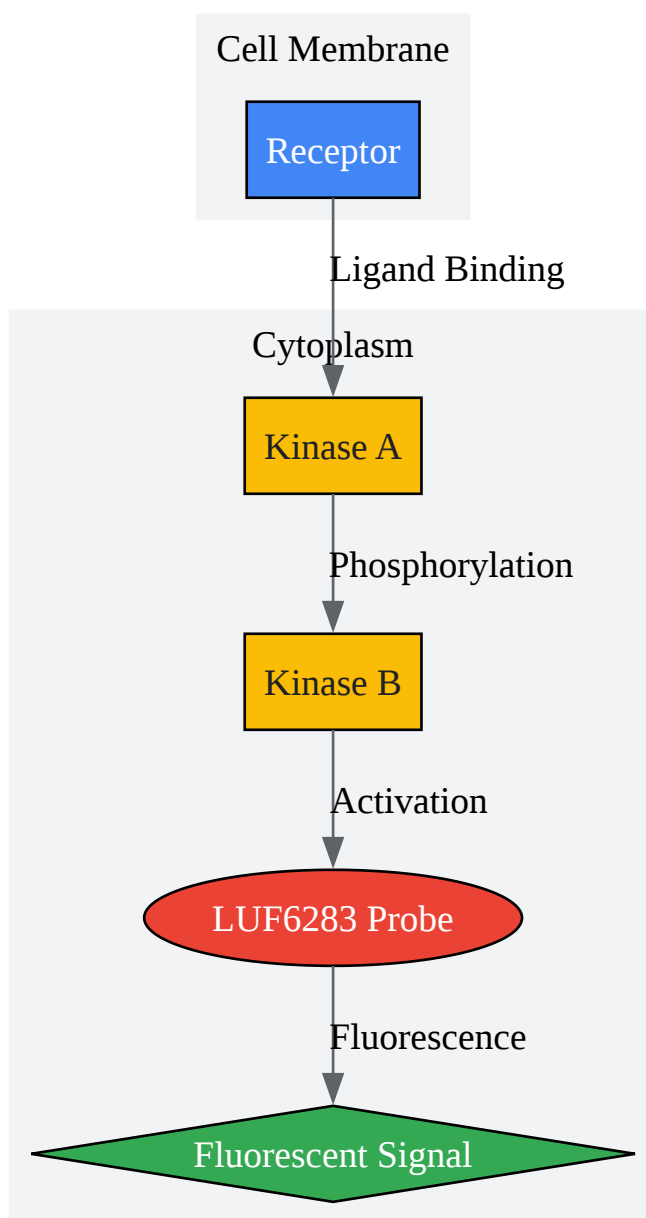 Cell Membrane
Receptor
Ligand Binding
Cytoplasm
Kinase A
Phosphorylation
Kinase B
Activation
LUF6283 Probe
Fluorescence
Fluorescent Signal